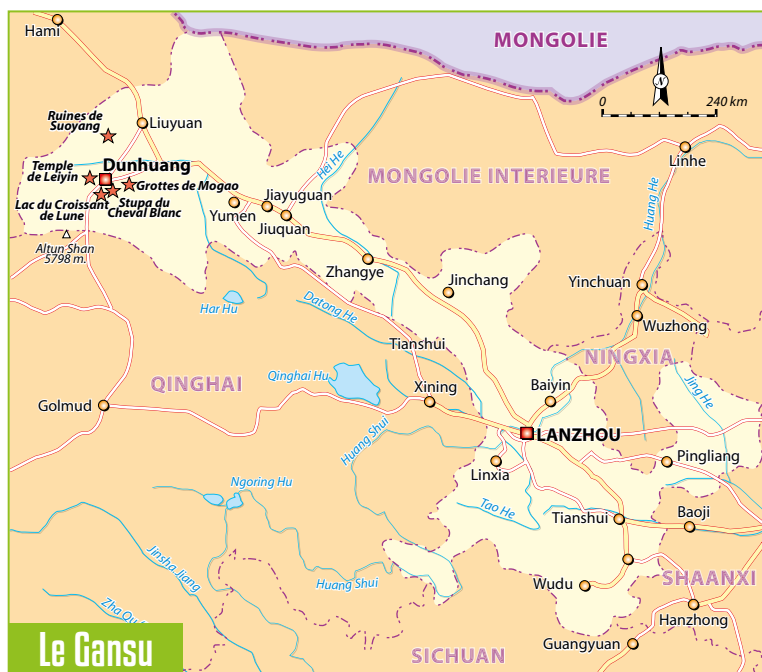 Hami
MONGOLIE
N
0
240 km
Ruines de
Suoyang
Liuyuan
Linhe
Temple
de Leiyin
Dunhuang
Grottes de Mogao
Hei He
MONGOLIE INTERIEURE
Huang He
Lac du Croissant
de Lune
Stupa du
Cheval Blanc
Yumen
Jiayuguan
Jiuquan
Altun Shan
5798 m.
Zhangye
Jinchang
Yinchuan
Har Hu
Datong He
Wuzhong
Tianshui
NINGXIA
QINGHAI
Qinghai Hu
Xining
Baiyin
Jing He
Golmud
LANZHOU
Huang Shui
Linxia
Pingliang
Ngoring Hu
Tao He
Tianshui
Baoji
Jinsha Jiang
Huang Shui
Wudu
SHAANXI
Zha Qu
Hanzhong
Guangyuan
Le Gansu
SICHUAN